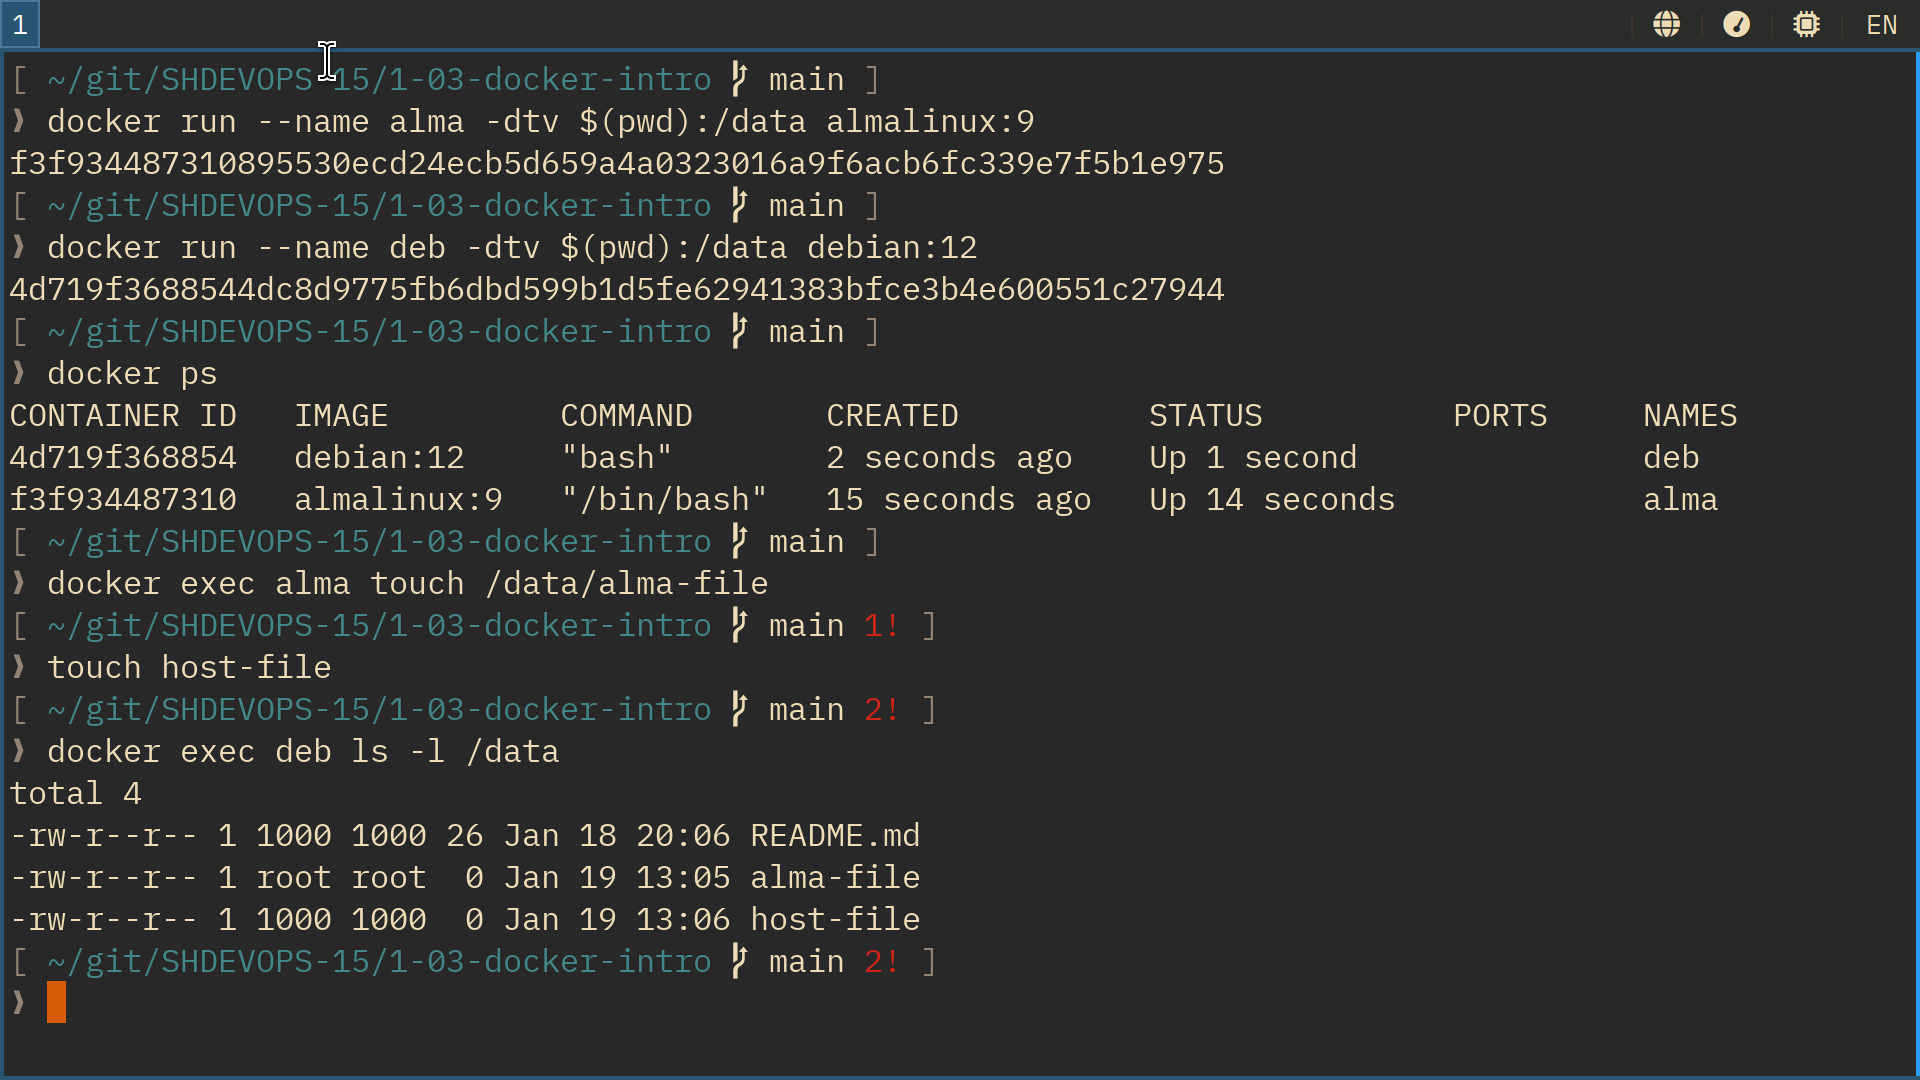 1 EN
[ ~/git/SHDEVOPS-15/1-03-docker-intro main ]
❱ docker run --name alma -dtv $(pwd):/data almalinux:9
f3f934487310895530ecd24ecb5d659a4a0323016a9f6acb6fc339e7f5b1e975
[ ~/git/SHDEVOPS-15/1-03-docker-intro main ]
❱ docker run --name deb -dtv $(pwd):/data debian:12
4d719f3688544dc8d9775fb6dbd599b1d5fe62941383bfce3b4e600551c27944
[ ~/git/SHDEVOPS-15/1-03-docker-intro main ]
❱ docker ps
CONTAINER ID   IMAGE         COMMAND       CREATED          STATUS          PORTS     NAMES
4d719f368854   debian:12     "bash"        2 seconds ago    Up 1 second               deb
f3f934487310   almalinux:9   "/bin/bash"   15 seconds ago   Up 14 seconds             alma
[ ~/git/SHDEVOPS-15/1-03-docker-intro main ]
❱ docker exec alma touch /data/alma-file
[ ~/git/SHDEVOPS-15/1-03-docker-intro main 1! ]
❱ touch host-file
[ ~/git/SHDEVOPS-15/1-03-docker-intro main 2! ]
❱ docker exec deb ls -l /data
total 4
-rw-r--r-- 1 1000 1000 26 Jan 18 20:06 README.md
-rw-r--r-- 1 root root  0 Jan 19 13:05 alma-file
-rw-r--r-- 1 1000 1000  0 Jan 19 13:06 host-file
[ ~/git/SHDEVOPS-15/1-03-docker-intro main 2! ]
❱